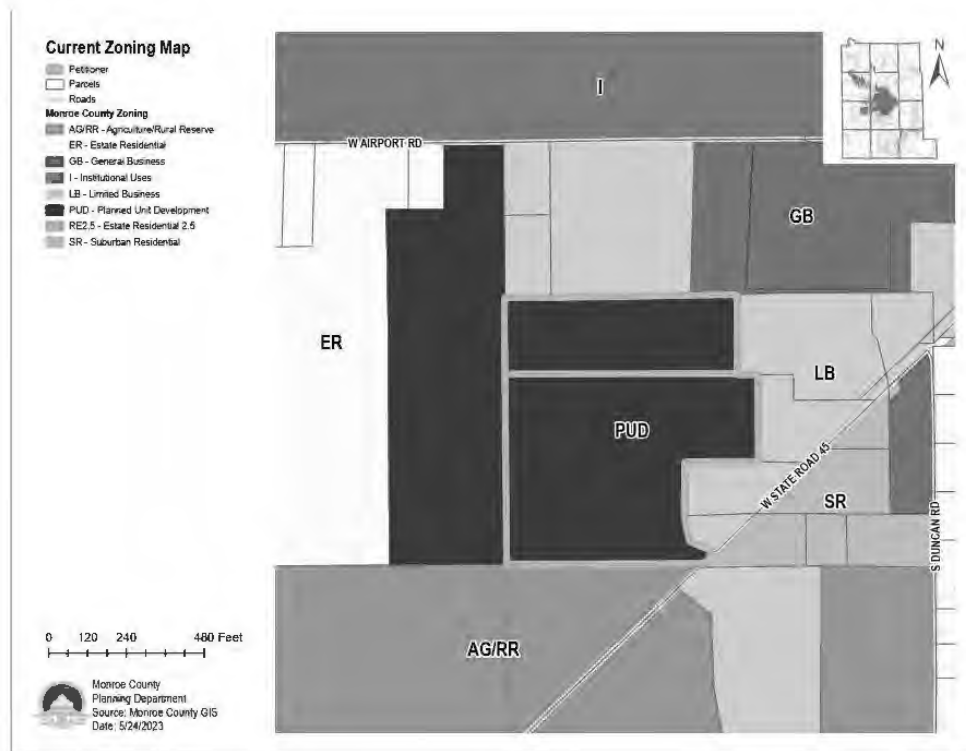 Current Zoning Map
Petitioner
Parcels
Roads
Monroe County Zoning
AG/RR - Agriculture/Rural Reserve
ER - Estate Residential
GB - General Business
I - Institutional Uses
LB - Limited Business
PUD - Planned Unit Development
RE2.5 - Estate Residential 2.5
SR - Suburban Residential
N
I
W AIRPORT RD
GB
ER
LB
PUD
W STATE ROAD 45
SR
S DUNCAN RD
AG/RR
0 120 240 480 Feet
Monroe County
Planning Department
Source: Monroe County GIS
Date: 5/24/2023